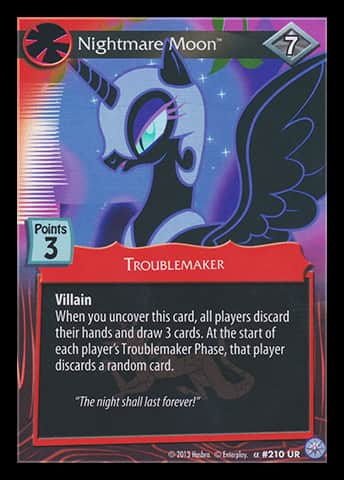 Nightmare Moon™
7
Points
3
TROUBLEMAKER
Villain
When you uncover this card, all players discard
their hands and draw 3 cards. At the start of
each player's Troublemaker Phase, that player
discards a random card.
"The night shall last forever!"
© 2013 Hasbro. © Enterplay. α #210 UR